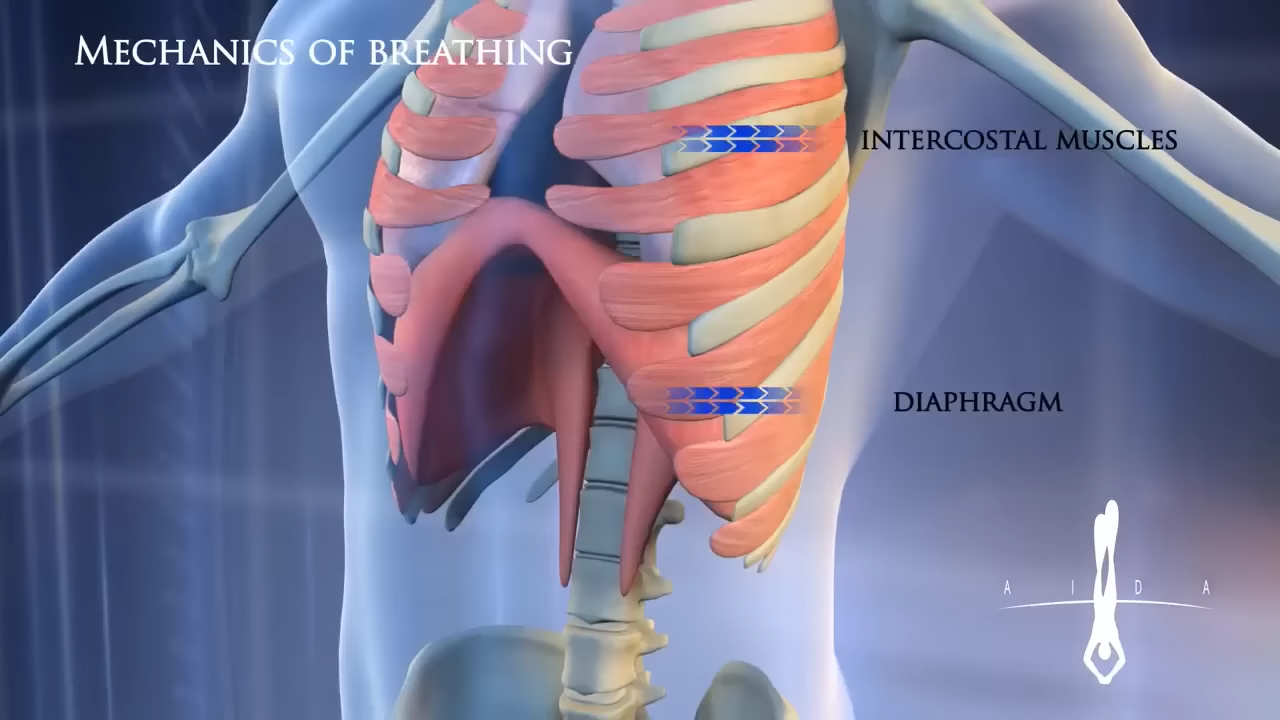 MECHANICS OF BREATHING
INTERCOSTAL MUSCLES
DIAPHRAGM
A I D A